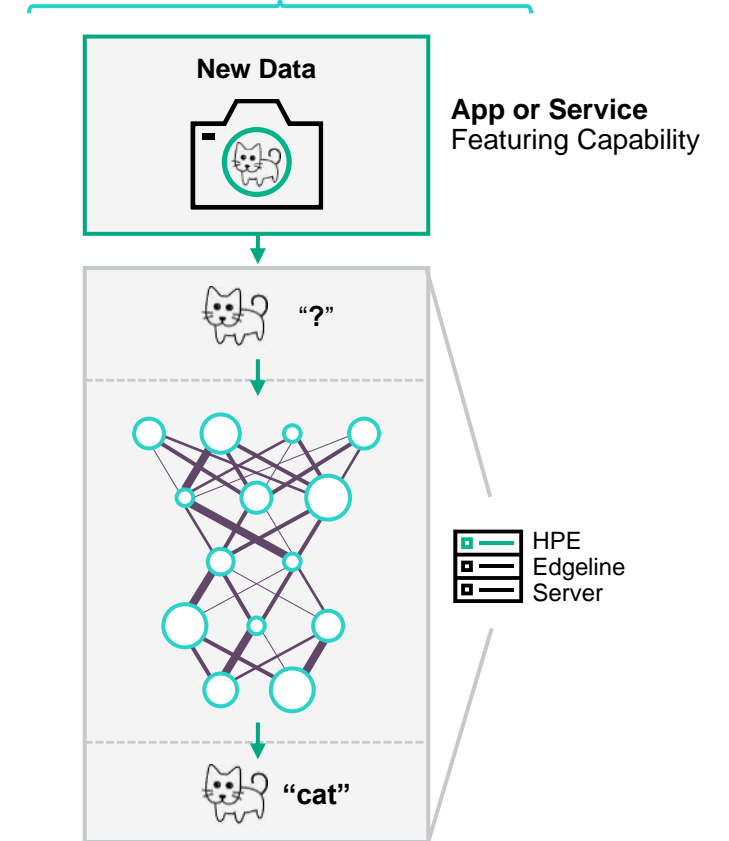 New Data
App or Service
Featuring Capability
“?”
HPE
Edgeline
Server
“cat”